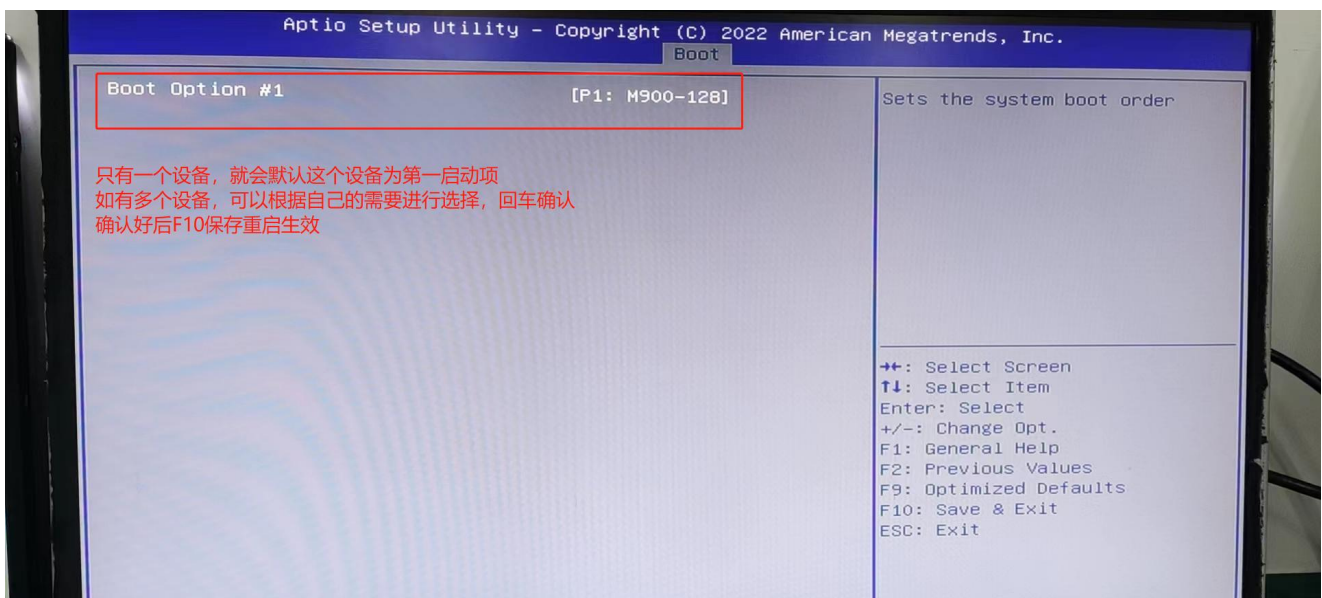 Aptio Setup Utility – Copyright (C) 2022 American Megatrends, Inc.
Boot
Boot Option #1 [P1: M900-128]
Sets the system boot order
只有一个设备，就会默认这个设备为第一启动项
如有多个设备，可以根据自己的需要进行选择，回车确认
确认好后F10保存重启生效
→←: Select Screen
↑↓: Select Item
Enter: Select
+/-: Change Opt.
F1: General Help
F2: Previous Values
F9: Optimized Defaults
F10: Save & Exit
ESC: Exit